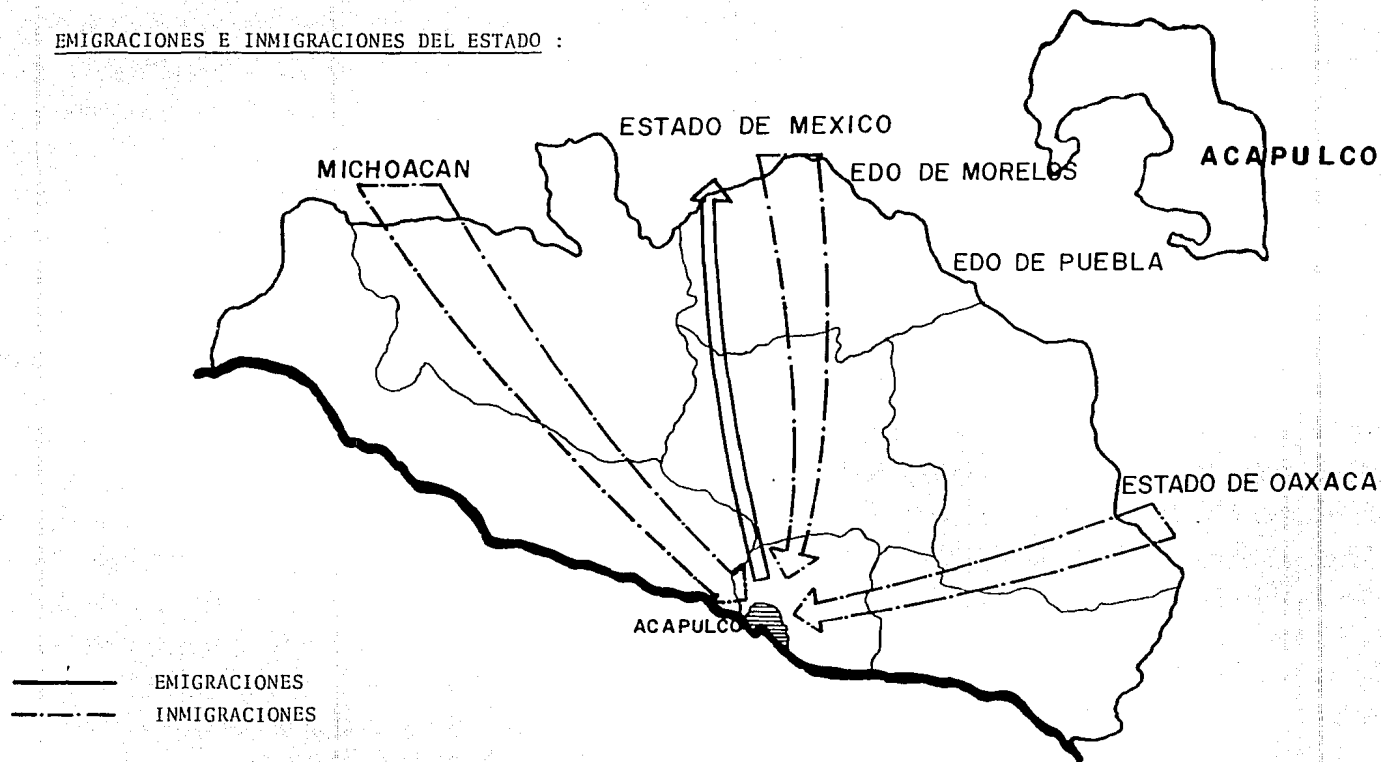 EMIGRACIONES E INMIGRACIONES DEL ESTADO :
ESTADO DE MEXICO
MICHOACAN
EDO DE MORELOS
ACAPULCO
EDO DE PUEBLA
ESTADO DE OAXACA
ACAPULCO
EMIGRACIONES
INMIGRACIONES